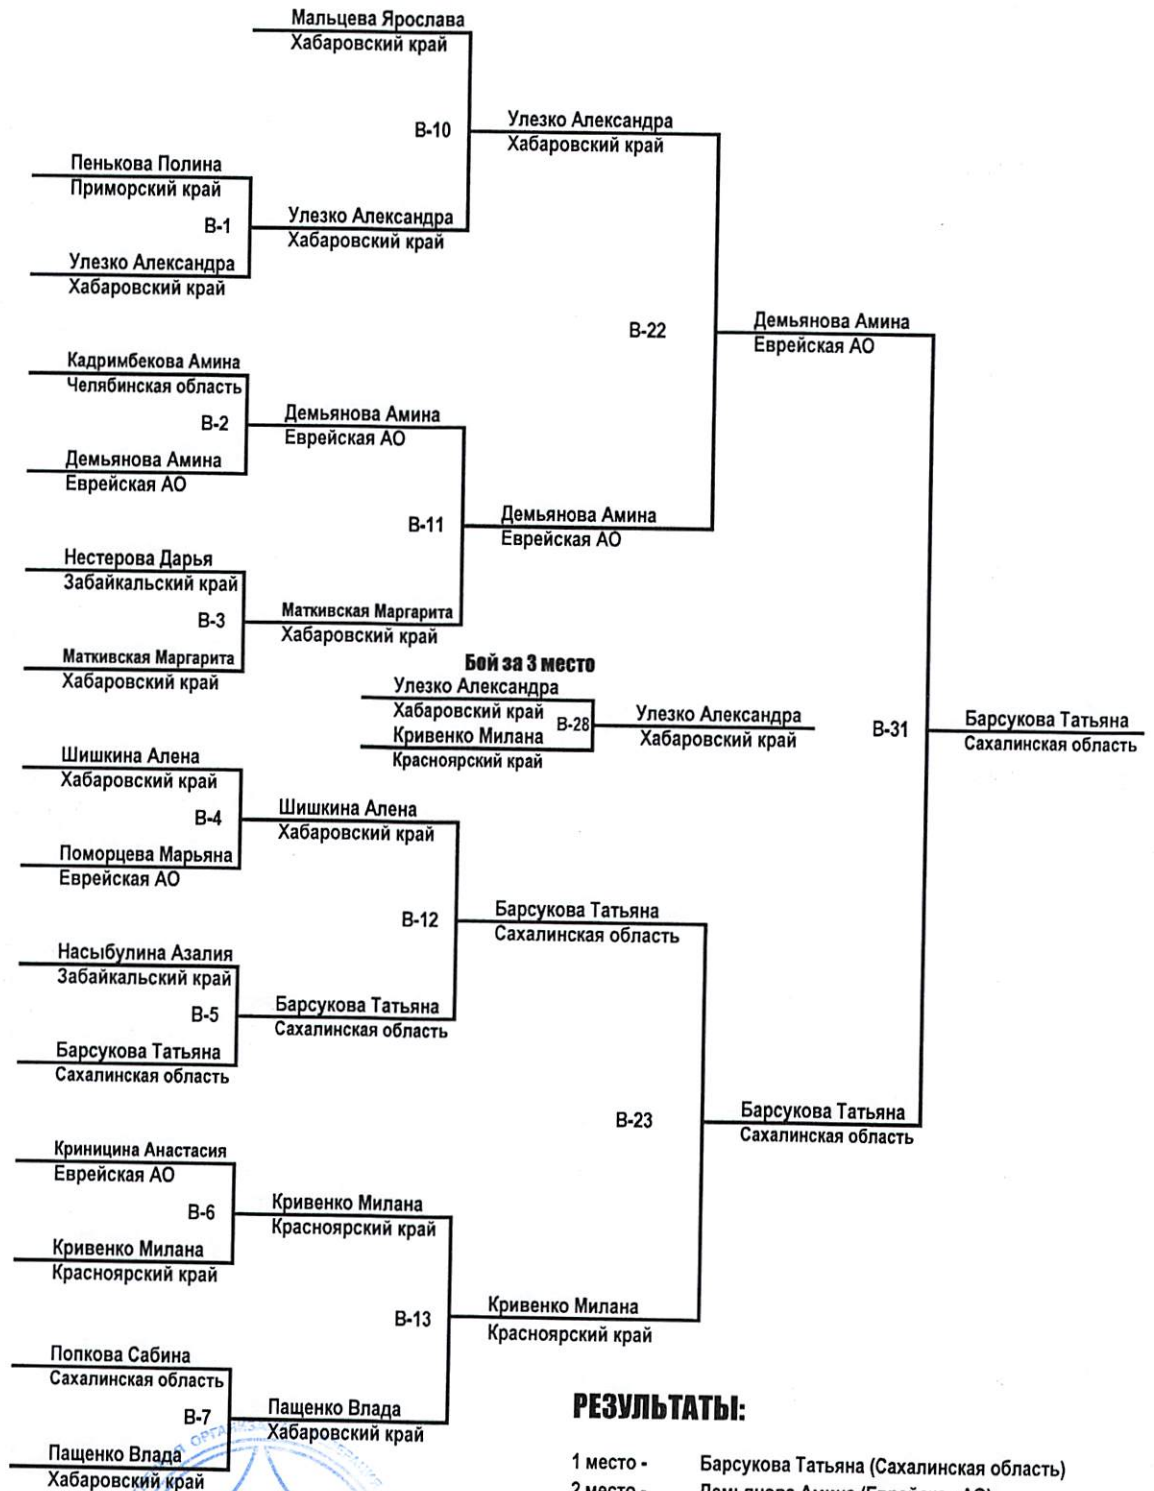 Мальцева Ярослава
Хабаровский край
B-10
Улезко Александра
Хабаровский край
Пенькова Полина
Приморский край
B-1
Улезко Александра
Хабаровский край
Улезко Александра
Хабаровский край
B-22
Демьянова Амина
Еврейская АО
Кадримбекова Амина
Челябинская область
B-2
Демьянова Амина
Еврейская АО
Демьянова Амина
Еврейская АО
B-11
Демьянова Амина
Еврейская АО
Нестерова Дарья
Забайкальский край
B-3
Маткивская Маргарита
Хабаровский край
Маткивская Маргарита
Хабаровский край
Бой за 3 место
Улезко Александра
Хабаровский край
B-28
Кривенко Милана
Красноярский край
Улезко Александра
Хабаровский край
B-31
Барсукова Татьяна
Сахалинская область
Шишкина Алена
Хабаровский край
B-4
Шишкина Алена
Хабаровский край
Поморцева Марьяна
Еврейская АО
B-12
Барсукова Татьяна
Сахалинская область
Насыбулина Азалия
Забайкальский край
B-5
Барсукова Татьяна
Сахалинская область
Барсукова Татьяна
Сахалинская область
B-23
Барсукова Татьяна
Сахалинская область
Криницина Анастасия
Еврейская АО
B-6
Кривенко Милана
Красноярский край
Кривенко Милана
Красноярский край
B-13
Кривенко Милана
Красноярский край
Попкова Сабина
Сахалинская область
B-7
Пащенко Влада
Хабаровский край
Пащенко Влада
Хабаровский край
РЕЗУЛЬТАТЫ:
1 место - Барсукова Татьяна (Сахалинская область)
2 место - Демьянова Амина (Еврейская АО)